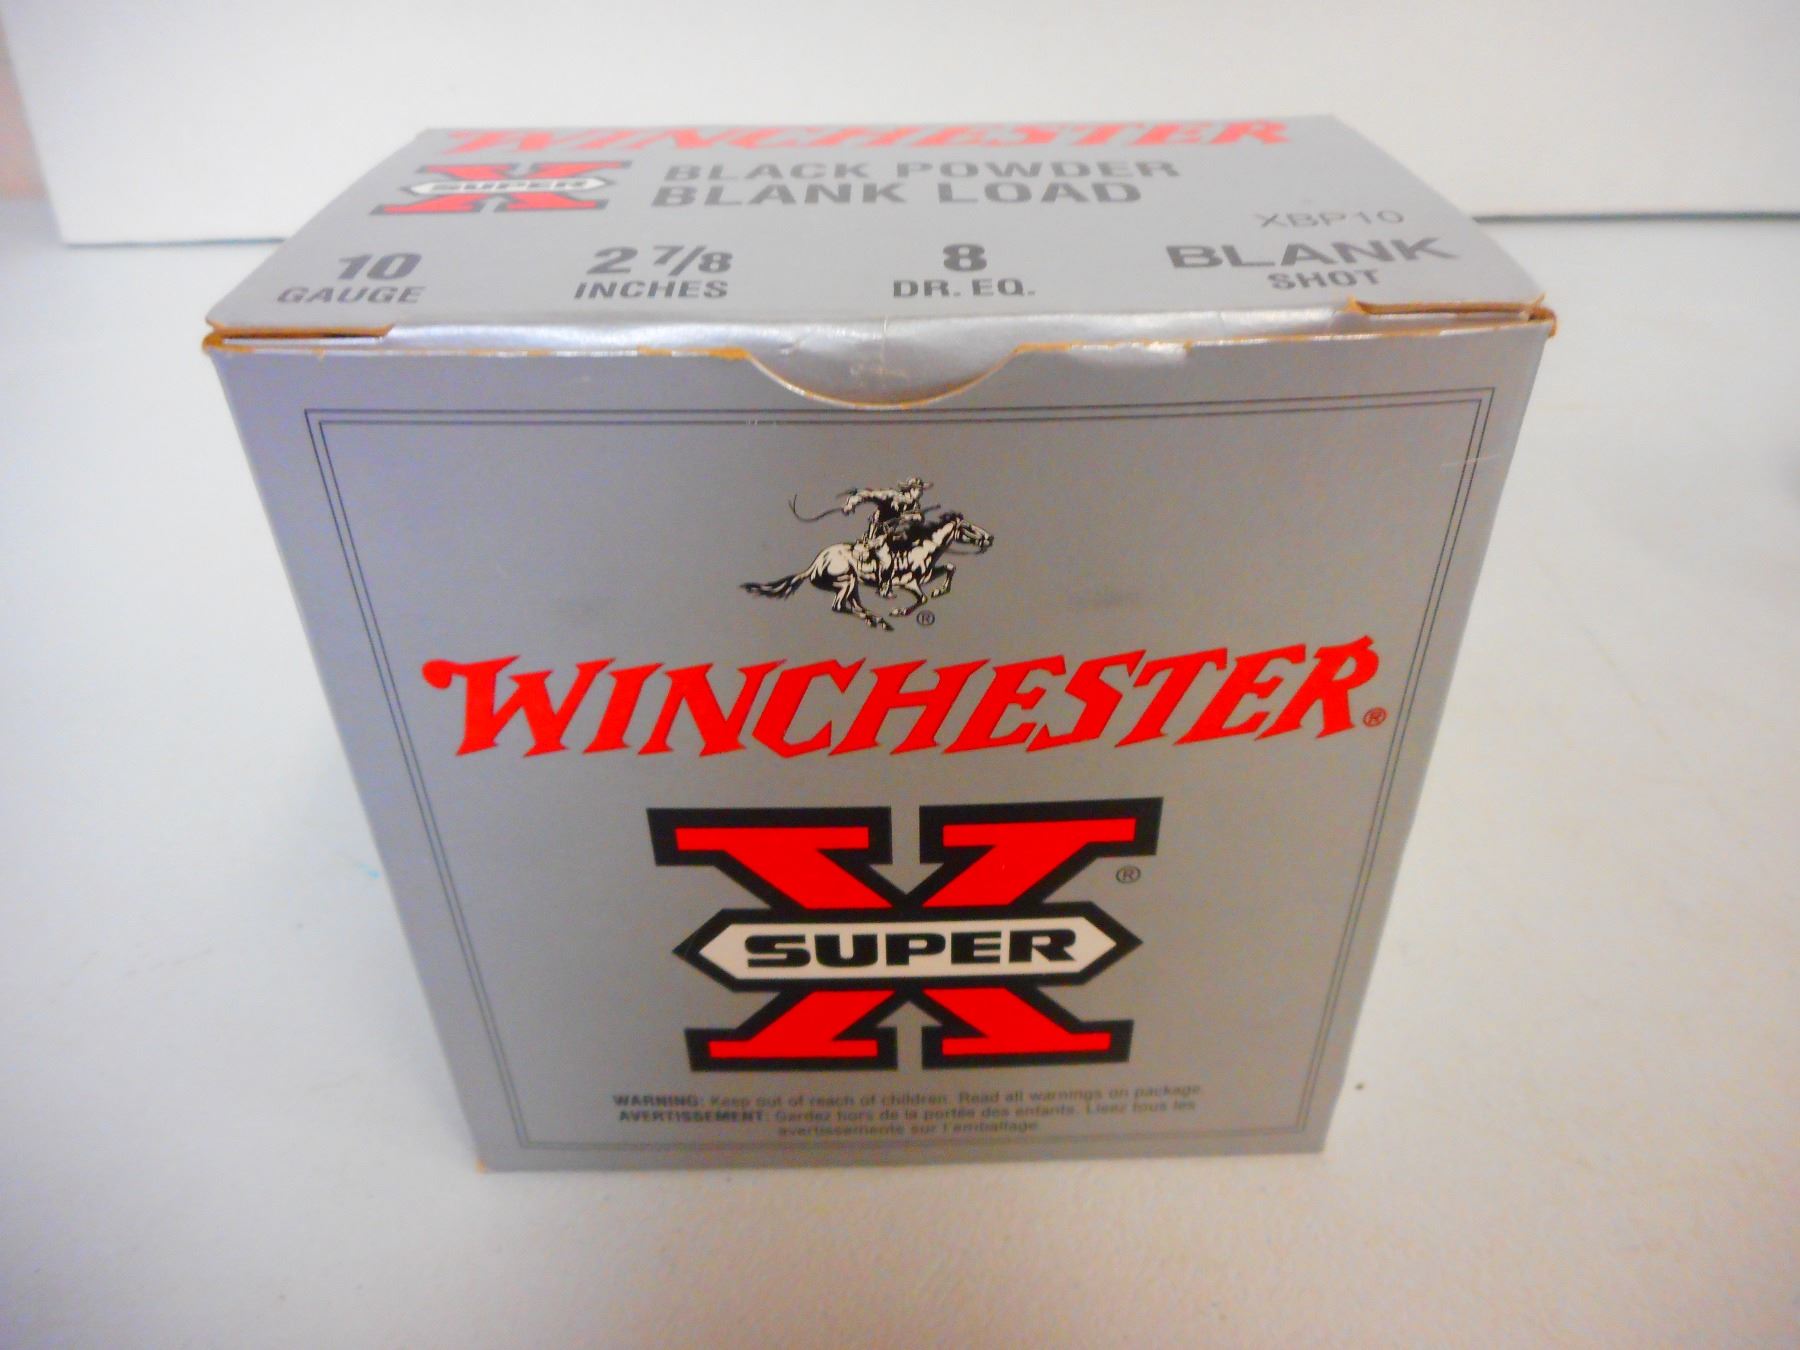 WINCHESTER
X SUPER
BLACK POWDER
BLANK LOAD
XBP10
10 2 7/8 8 BLANK
GAUGE INCHES DR. EQ. SHOT
®
WINCHESTER®
X SUPER ®
WARNING: Keep out of reach of children. Read all warnings on package
AVERTISSEMENT: Gardez hors de la portée des enfants. Lisez tous les
avertissements sur l'emballage.